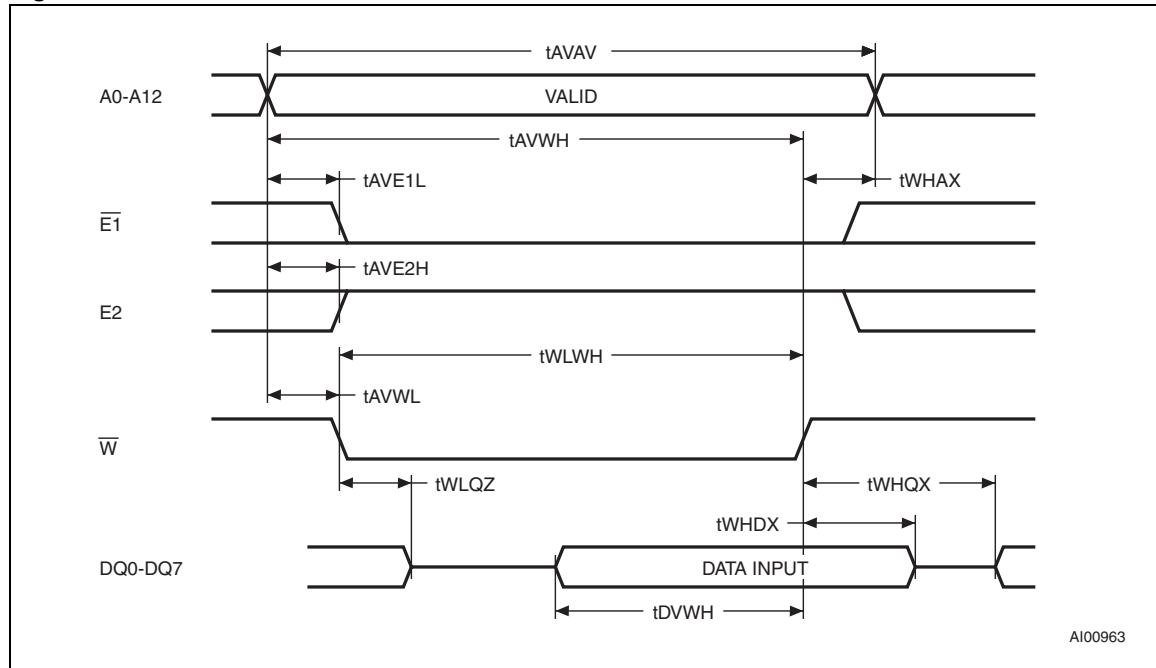 tAVAV
A0-A12
VALID
tAVWH
tAVE1L
tWHAX
E1
tAVE2H
E2
tWLWH
tAVWL
W
tWLQZ
tWHQX
tWHDX
DQ0-DQ7
DATA INPUT
tDVWH
AI00963